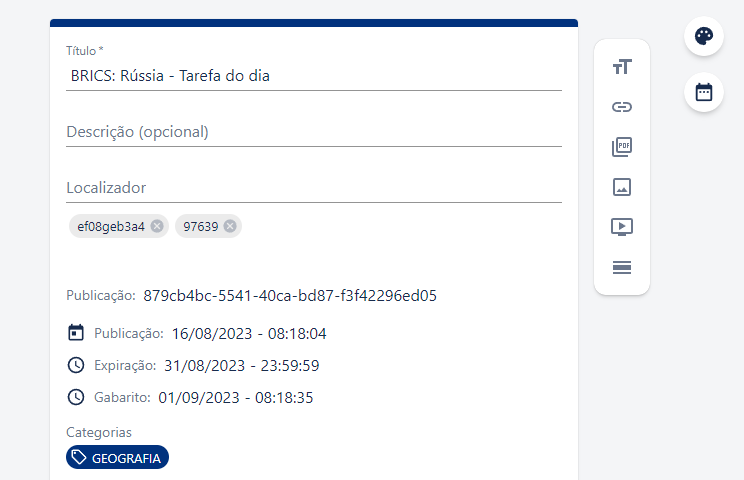 Título *
BRICS: Rússia - Tarefa do dia
Descrição (opcional)
Localizador
ef08geb3a4 97639
Publicação: 879cb4bc-5541-40ca-bd87-f3f42296ed05
Publicação: 16/08/2023 - 08:18:04
Expiração: 31/08/2023 - 23:59:59
Gabarito: 01/09/2023 - 08:18:35
Categorias
GEOGRAFIA
TT
PDF